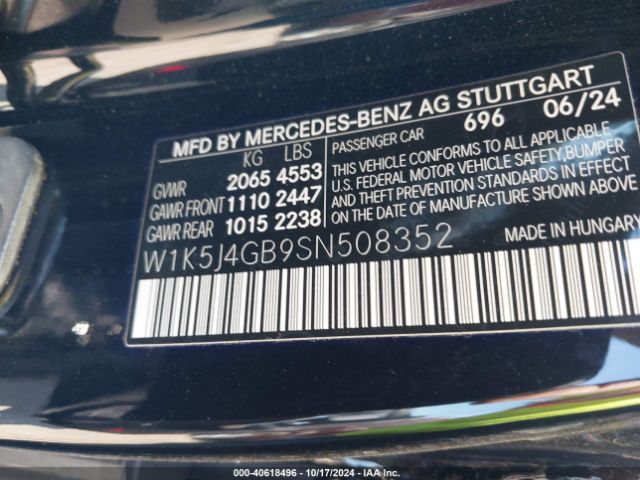 MFD BY MERCEDES-BENZ AG STUTTGART
KG LBS
PASSENGER CAR 696 06/24
GVWR 2065 4553
GAWR FRONT 1110 2447
GAWR REAR 1015 2238
THIS VEHICLE CONFORMS TO ALL APPLICABLE
U.S. FEDERAL MOTOR VEHICLE SAFETY, BUMPER
AND THEFT PREVENTION STANDARDS IN EFFECT
ON THE DATE OF MANUFACTURE SHOWN ABOVE
W1K5J4GB9SN508352
MADE IN HUNGARY
000-40618496 - 10/17/2024 - IAAI.COM